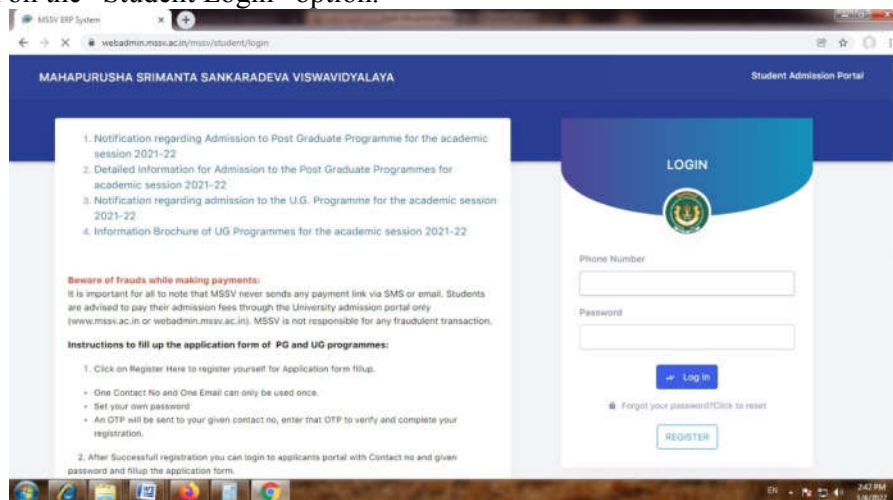 on the "Student Login" option.
MSSV ERP System
webadmin.mssv.ac.in/mssv/student/login
MAHAPURUSHA SRIMANTA SANKARADEVA VISWAVIDYALAYA
Student Admission Portal
1. Notification regarding Admission to Post Graduate Programme for the academic
session 2021-22
2. Detailed Information for Admission to the Post Graduate Programmes for
academic session 2021-22
3. Notification regarding admission to the U.G. Programme for the academic session
2021-22
4. Information Brochure of UG Programmes for the academic session 2021-22
Beware of frauds while making payments:
It is important for all to note that MSSV never sends any payment link via SMS or email. Students
are advised to pay their admission fees through the University admission portal only
(www.mssv.ac.in or webadmin.mssv.ac.in). MSSV is not responsible for any fraudulent transaction.
Instructions to fill up the application form of PG and UG programmes:
1. Click on Register Here to register yourself for Application form fillup.
• One Contact No and One Email can only be used once.
• Set your own password
• An OTP will be sent to your given contact no, enter that OTP to verify and complete your
registration.
2. After Successfull registration you can login to applicants portal with Contact no and given
password and fillup the application form.
LOGIN
Phone Number
Password
Log in
Forgot your password?Click to reset
REGISTER
EN
2:42 PM